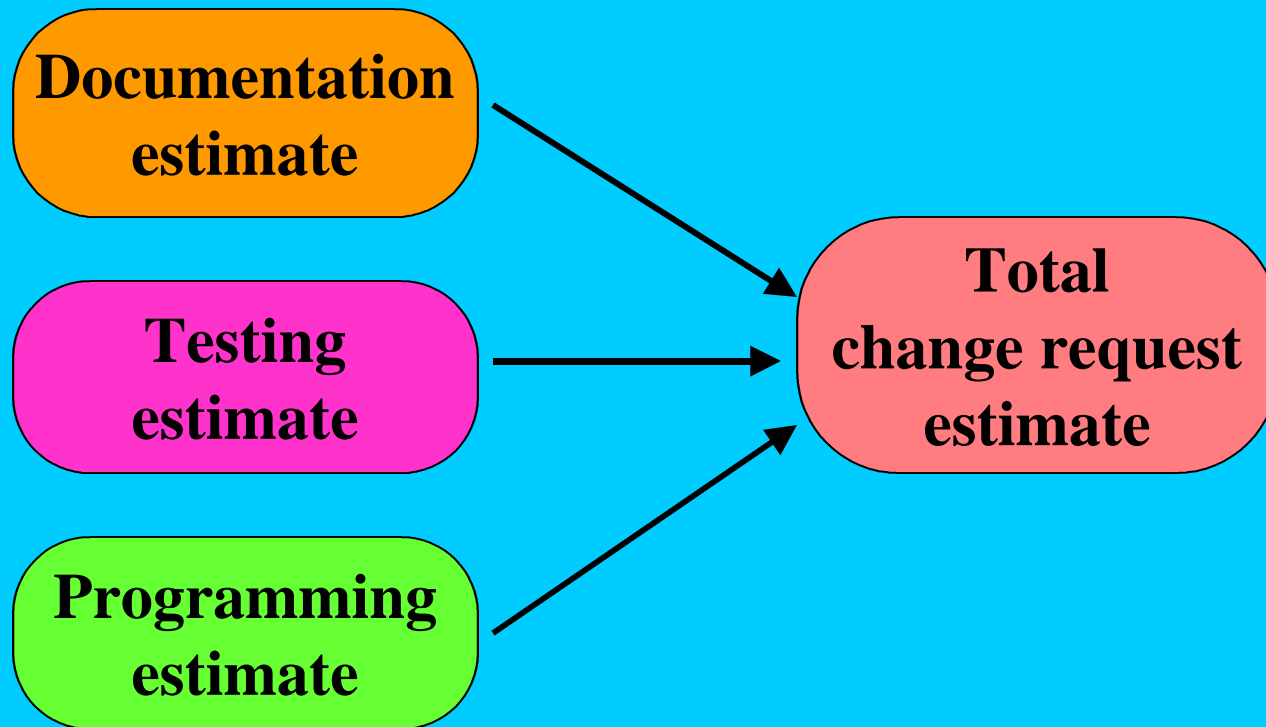 Documentation
estimate
Testing
estimate
Programming
estimate
Total
change request
estimate